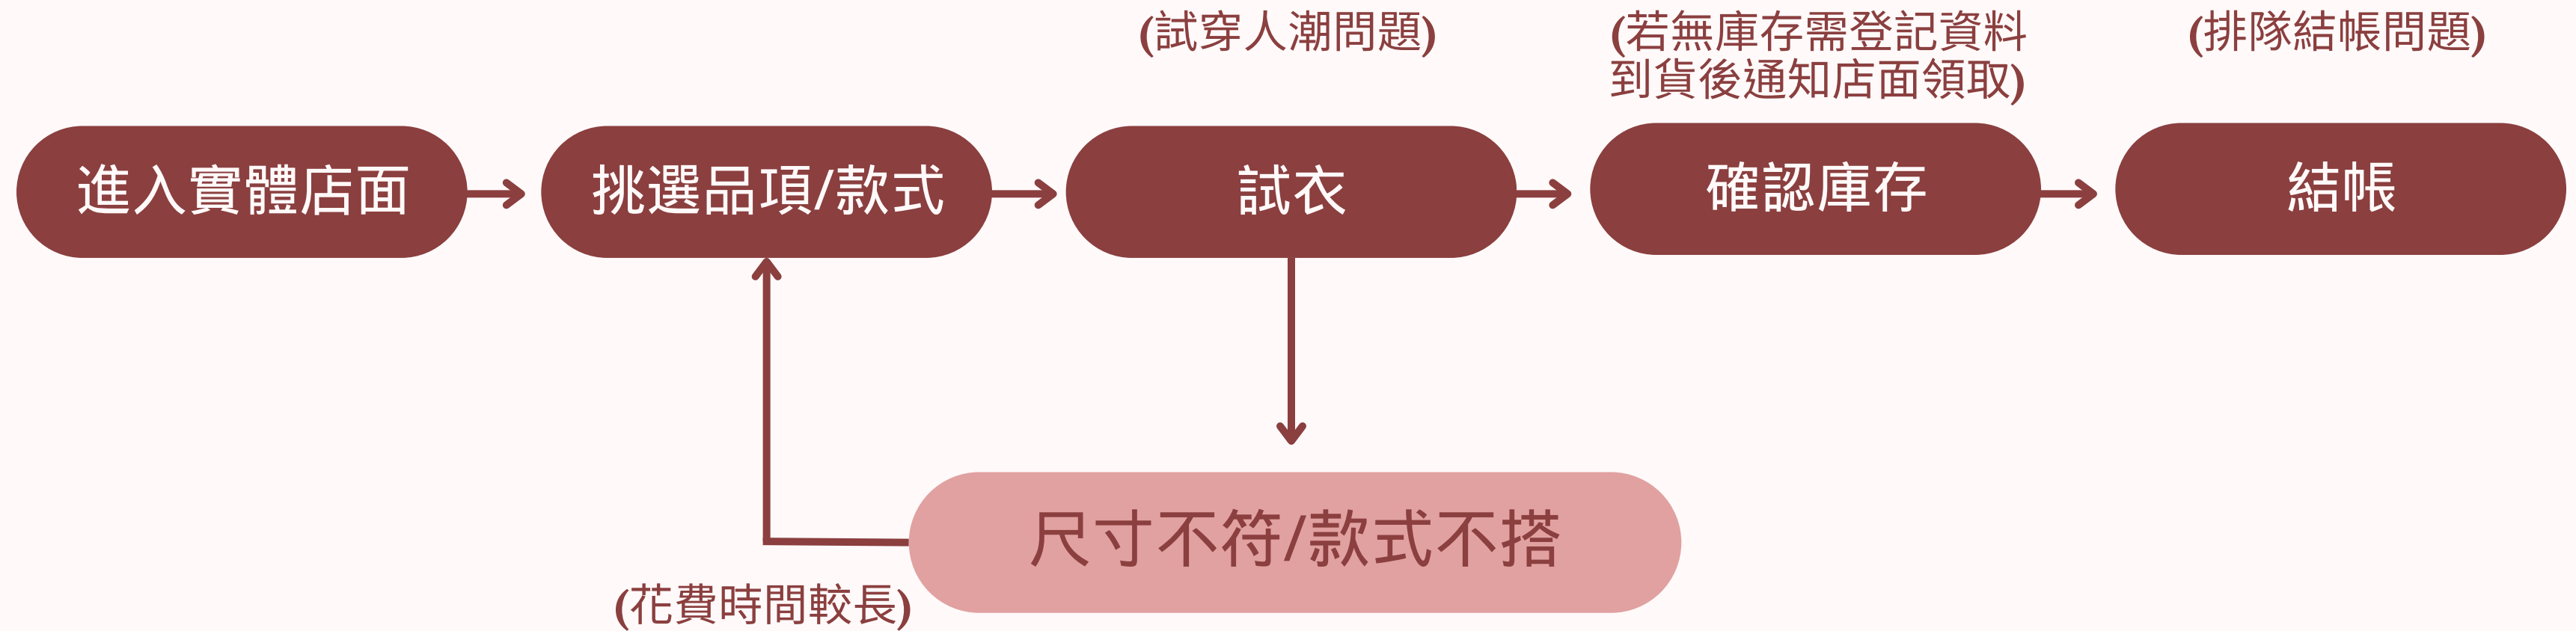 (試穿人潮問題)
(若無庫存需登記資料
到貨後通知店面領取)
(排隊結帳問題)
進入實體店面
挑選品項/款式
試衣
確認庫存
結帳
尺寸不符/款式不搭
(花費時間較長)